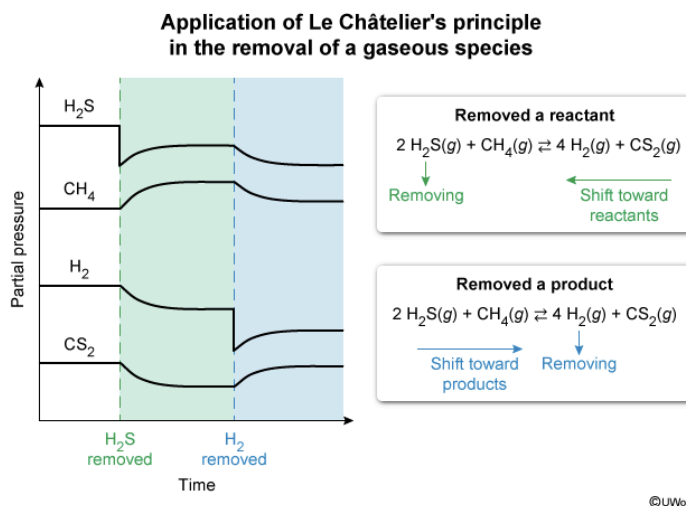 Application of Le Châtelier's principle
in the removal of a gaseous species
H₂S
CH₄
H₂
CS₂
Partial pressure
H₂S
removed
H₂
removed
Time
Removed a reactant
2 H₂S(g) + CH₄(g) ⇄ 4 H₂(g) + CS₂(g)
Removing
Shift toward
reactants
Removed a product
2 H₂S(g) + CH₄(g) ⇄ 4 H₂(g) + CS₂(g)
Shift toward
products
Removing
©UWo